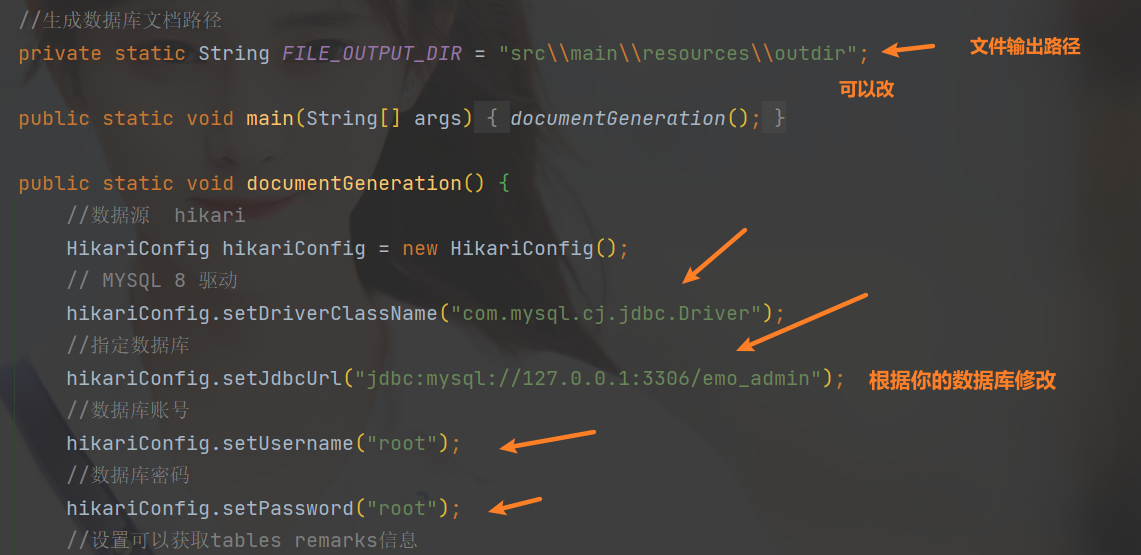 //生成数据库文档路径
private static String FILE_OUTPUT_DIR = "src\\main\\resources\\outdir";
文件输出路径
可以改
public static void main(String[] args) { documentGeneration(); }
public static void documentGeneration() {
//数据源  hikari
HikariConfig hikariConfig = new HikariConfig();
// MYSQL 8 驱动
hikariConfig.setDriverClassName("com.mysql.cj.jdbc.Driver");
//指定数据库
hikariConfig.setJdbcUrl("jdbc:mysql://127.0.0.1:3306/emo_admin");
根据你的数据库修改
//数据库账号
hikariConfig.setUsername("root");
//数据库密码
hikariConfig.setPassword("root");
//设置可以获取tables remarks信息